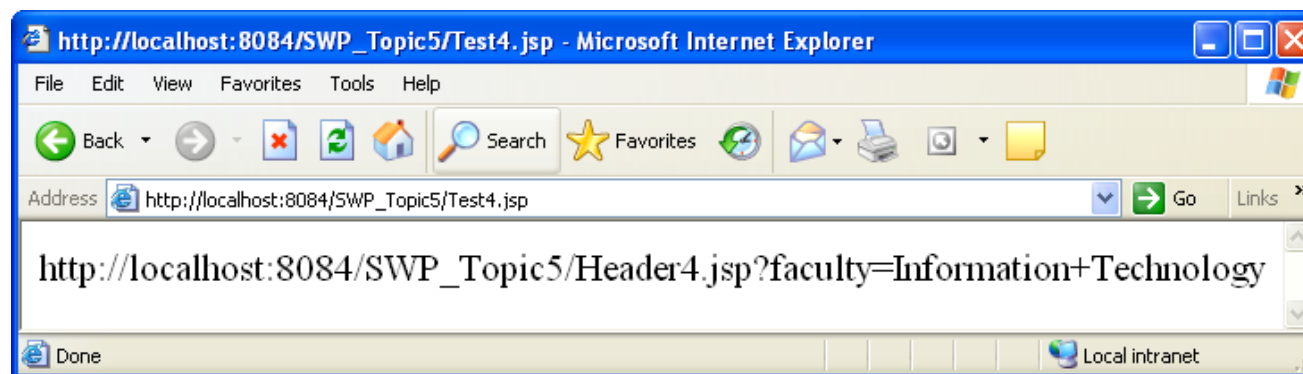 http://localhost:8084/SWP_Topic5/Test4.jsp - Microsoft Internet Explorer
File Edit View Favorites Tools Help
Back Search Favorites
Address http://localhost:8084/SWP_Topic5/Test4.jsp Go Links »
http://localhost:8084/SWP_Topic5/Header4.jsp?faculty=Information+Technology
Done Local intranet